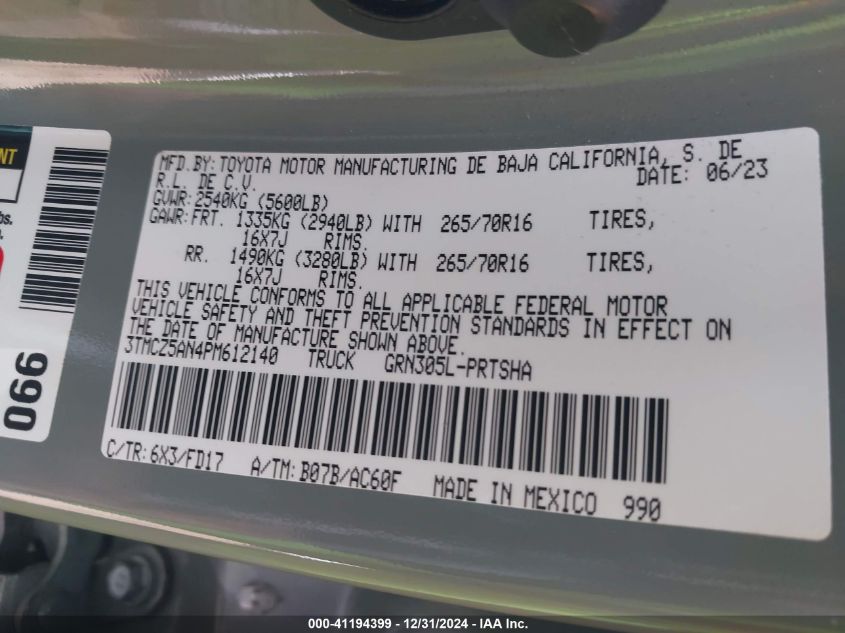 NT
bs.
0.
990
MFD. BY: TOYOTA MOTOR MANUFACTURING DE BAJA CALIFORNIA, S. DE
R.L. DE C.V. DATE: 06/23
GVWR: 2540KG (5600LB)
GAWR: FRT. 1335KG (2940LB) WITH 265/70R16 TIRES,
16X7J RIMS.
RR. 1490KG (3280LB) WITH 265/70R16 TIRES,
16X7J RIMS.
THIS VEHICLE CONFORMS TO ALL APPLICABLE FEDERAL MOTOR
VEHICLE SAFETY AND THEFT PREVENTION STANDARDS IN EFFECT ON
THE DATE OF MANUFACTURE SHOWN ABOVE.
3TMCZ5AN4PM612140 TRUCK GRN305L-PRTSHA
C/TR: 6X3/FD17 A/TM: B07B/AC60F MADE IN MEXICO 990
000-41194399 - 12/31/2024 - IAA Inc.